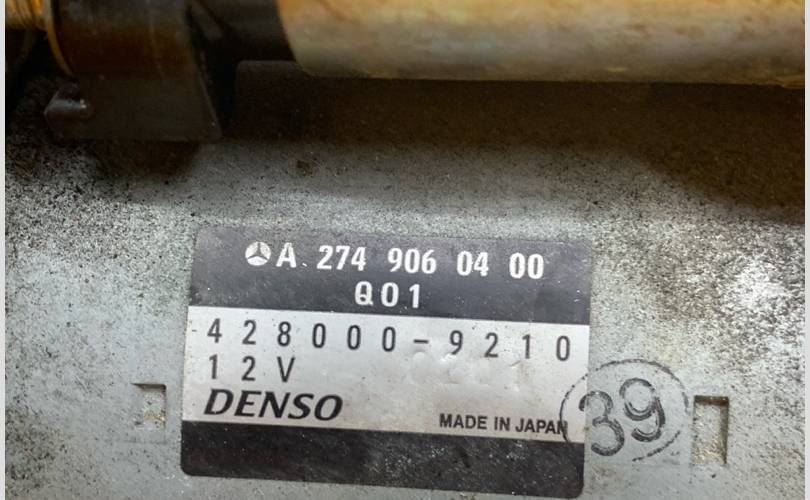 A 274 906 04 00
Q01
428000-9210
12V
DENSO
MADE IN JAPAN
39